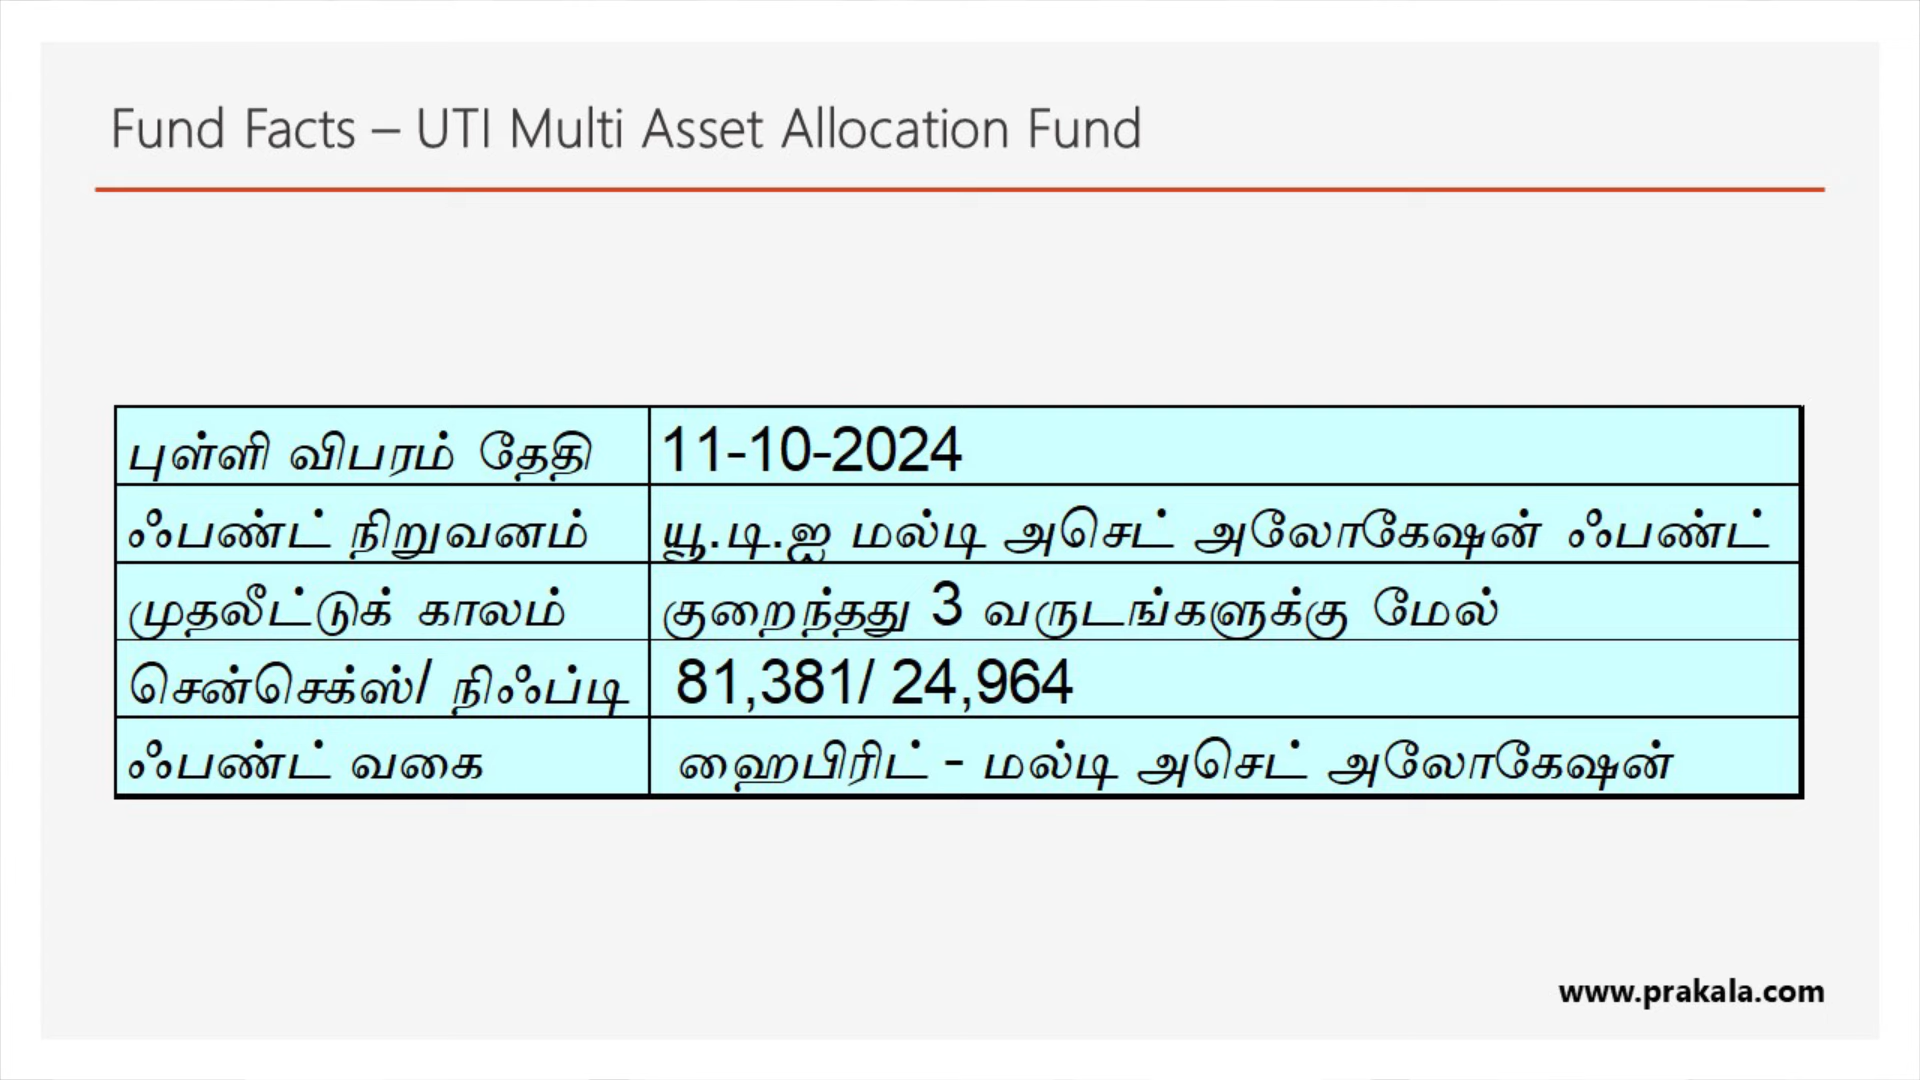 Fund Facts – UTI Multi Asset Allocation Fund
புள்ளி விபரம் தேதி 11-10-2024
ஃபண்ட் நிறுவனம் யூ.டி.ஐ மல்டி அசெட் அலோகேஷன் ஃபண்ட்
முதலீட்டுக் காலம் குறைந்தது 3 வருடங்களுக்கு மேல்
சென்செக்ஸ்/ நிஃப்டி 81,381/ 24,964
ஃபண்ட் வகை ஹைபிரிட் - மல்டி அசெட் அலோகேஷன்
www.prakala.com